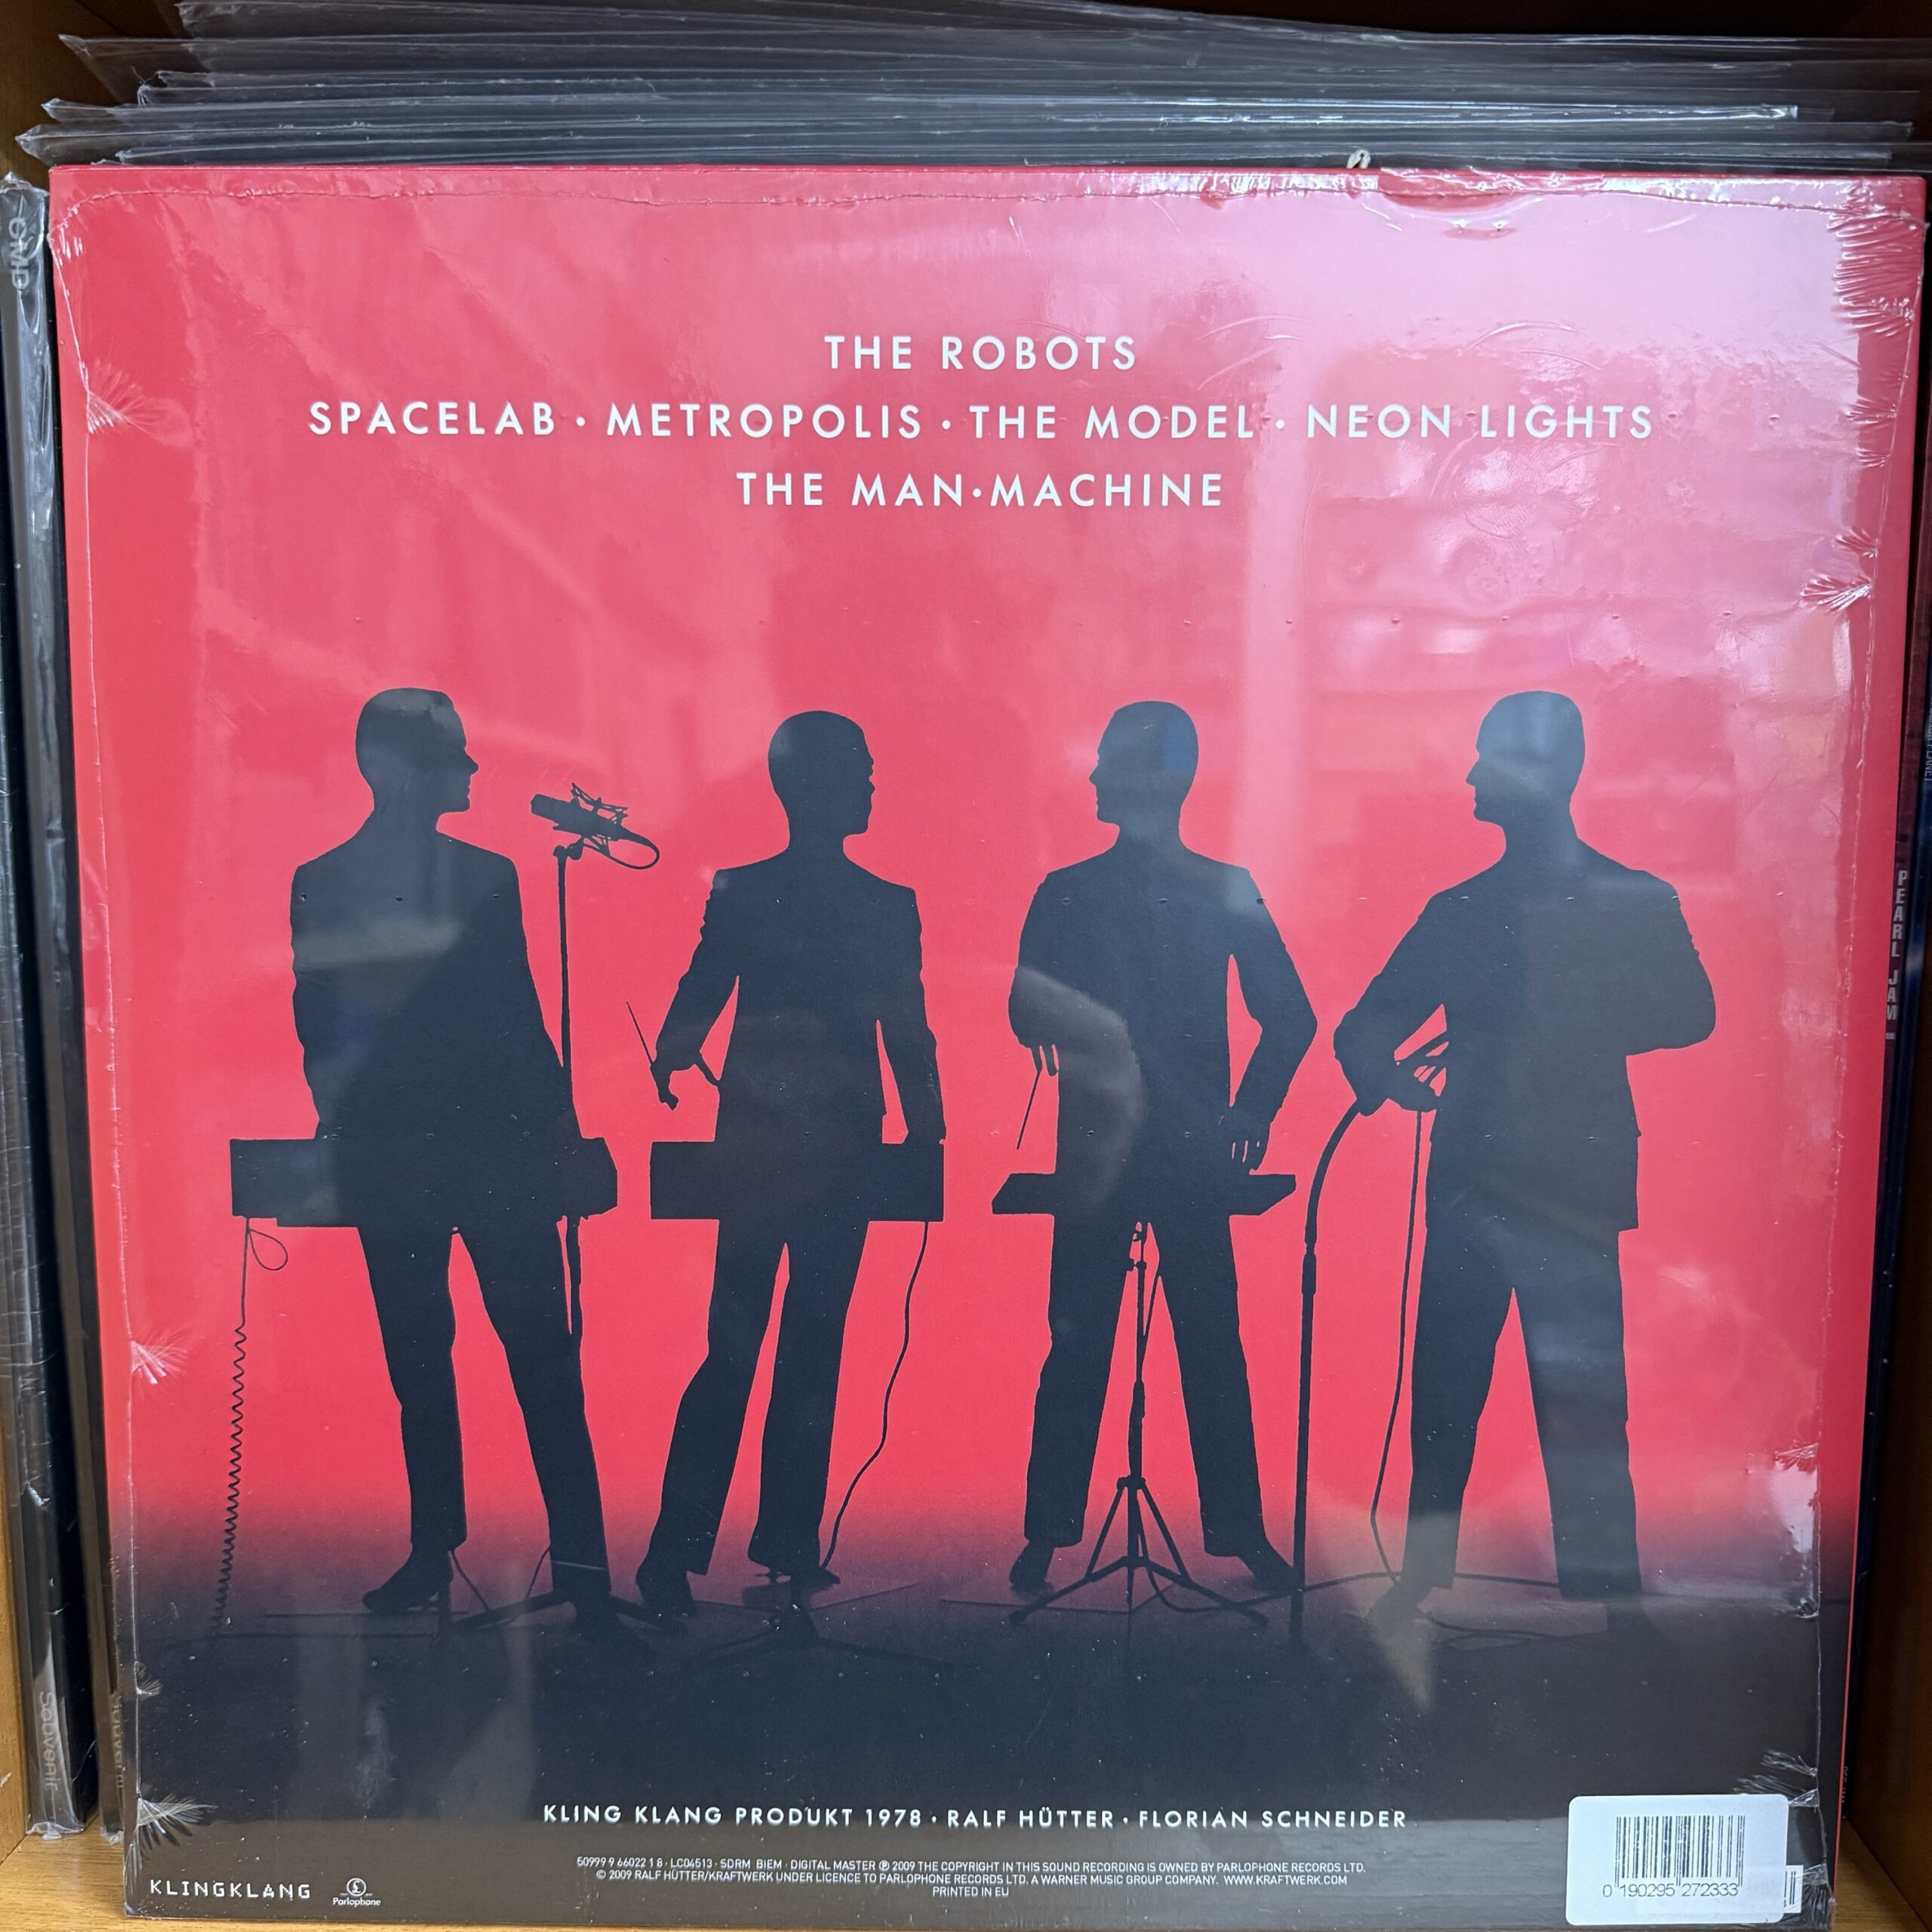 THE ROBOTS
SPACELAB · METROPOLIS · THE MODEL · NEON LIGHTS
THE MAN·MACHINE
PEARL JAM
KLING KLANG PRODUKT 1978 · RALF HÜTTER · FLORIAN SCHNEIDER
50999 9 66022 1 8 · LC04513 · SDRM BIEM · DIGITAL MASTER ℗ 2009 THE COPYRIGHT IN THIS SOUND RECORDING IS OWNED BY PARLOPHONE RECORDS LTD.
© 2009 RALF HÜTTER/KRAFTWERK UNDER LICENCE TO PARLOPHONE RECORDS LTD. A WARNER MUSIC GROUP COMPANY. WWW.KRAFTWERK.COM
PRINTED IN EU
KLINGKLANG
Parlophone
0 190295 272333
OMD
Souvenir
Souvenir